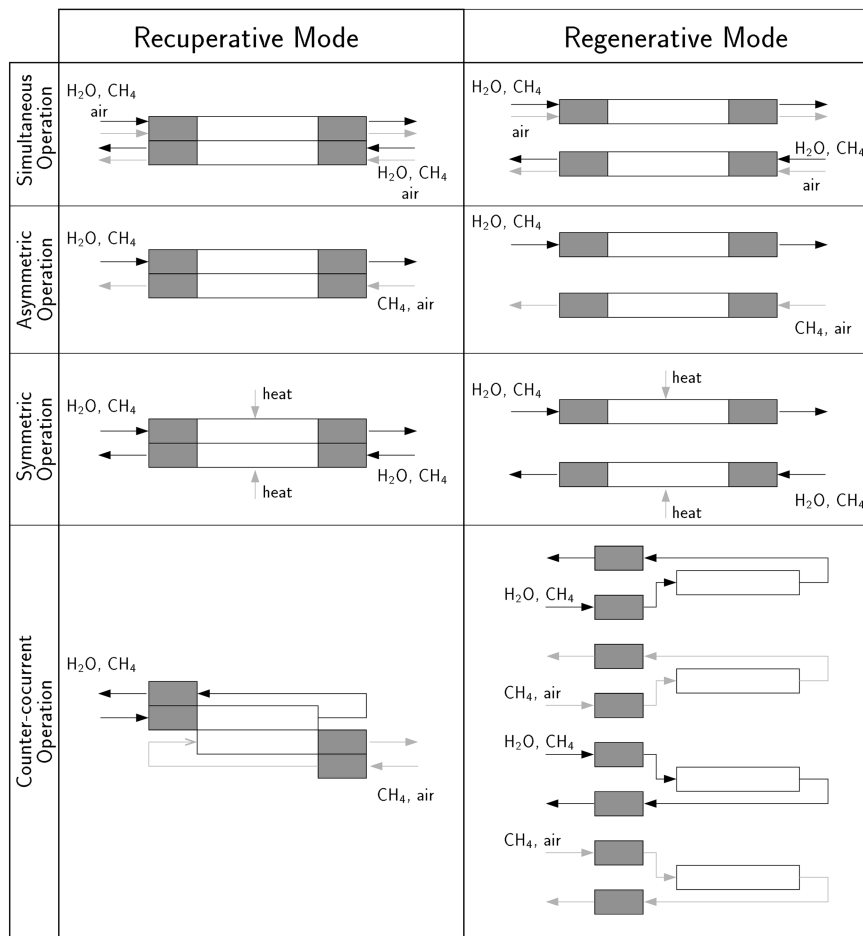 Recuperative Mode
Regenerative Mode
Simultaneous
Operation
H₂O, CH₄
air
H₂O, CH₄
air
H₂O, CH₄
air
H₂O, CH₄
air
Asymmetric
Operation
H₂O, CH₄
CH₄, air
H₂O, CH₄
CH₄, air
Symmetric
Operation
H₂O, CH₄
heat
heat
H₂O, CH₄
H₂O, CH₄
heat
heat
H₂O, CH₄
Counter-cocurrent
Operation
H₂O, CH₄
CH₄, air
H₂O, CH₄
CH₄, air
H₂O, CH₄
CH₄, air